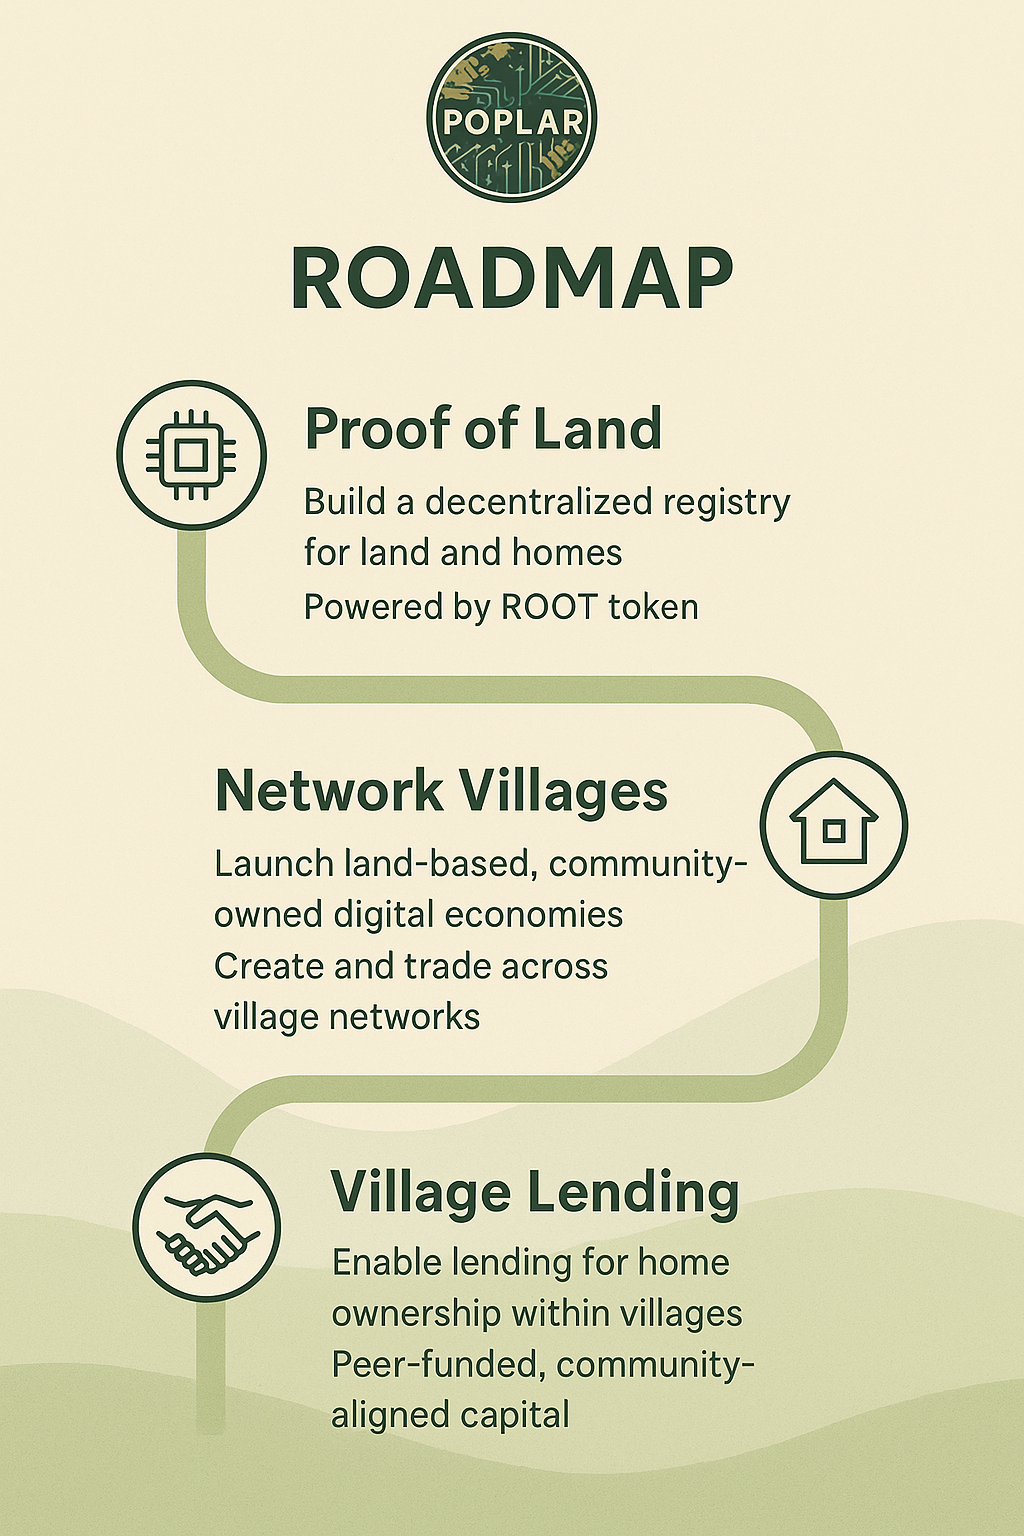 POPLAR
ROADMAP
Proof of Land
Build a decentralized registry
for land and homes
Powered by ROOT token
Network Villages
Launch land-based, community-
owned digital economies
Create and trade across
village networks
Village Lending
Enable lending for home
ownership within villages
Peer-funded, community-
aligned capital